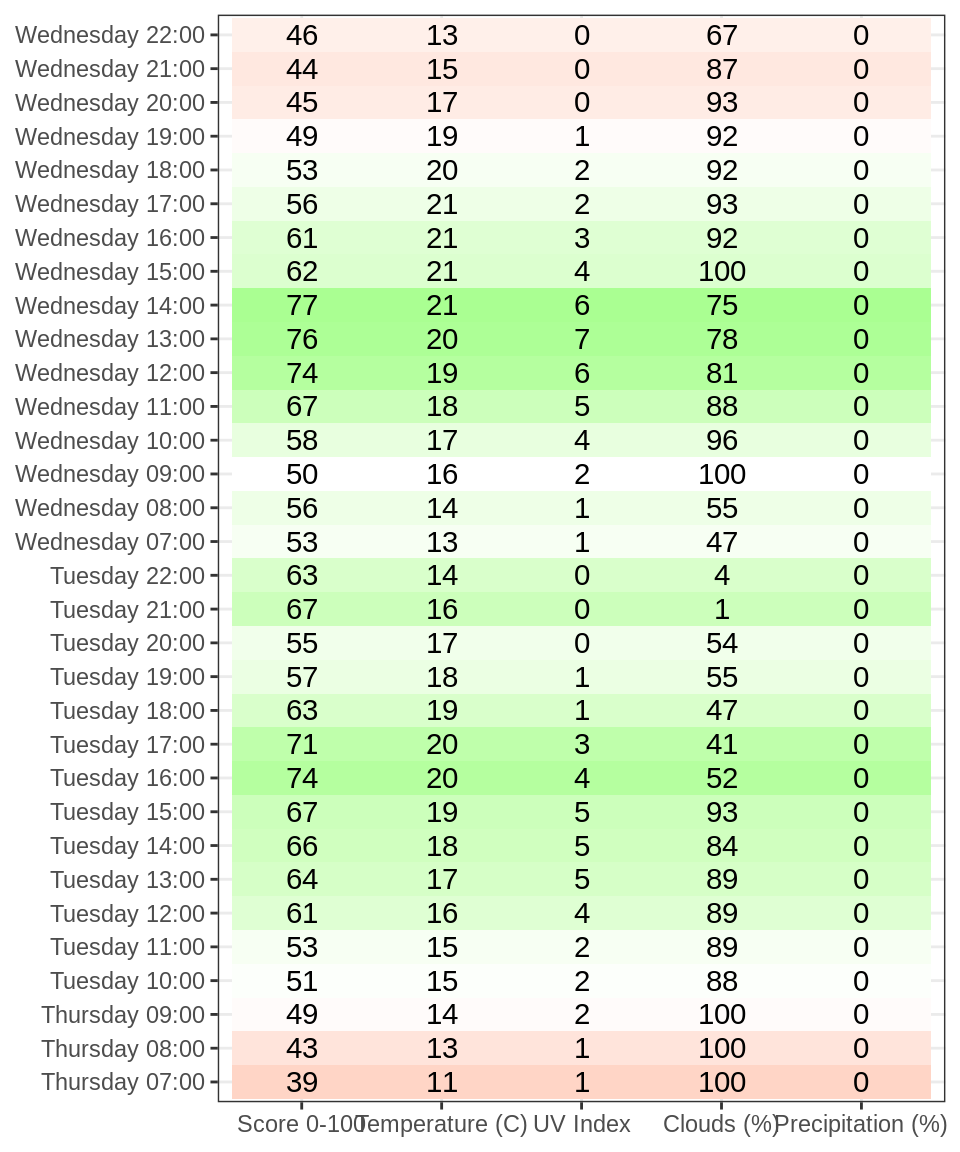 Wednesday 22:00 46 13 0 67 0
Wednesday 21:00 44 15 0 87 0
Wednesday 20:00 45 17 0 93 0
Wednesday 19:00 49 19 1 92 0
Wednesday 18:00 53 20 2 92 0
Wednesday 17:00 56 21 2 93 0
Wednesday 16:00 61 21 3 92 0
Wednesday 15:00 62 21 4 100 0
Wednesday 14:00 77 21 6 75 0
Wednesday 13:00 76 20 7 78 0
Wednesday 12:00 74 19 6 81 0
Wednesday 11:00 67 18 5 88 0
Wednesday 10:00 58 17 4 96 0
Wednesday 09:00 50 16 2 100 0
Wednesday 08:00 56 14 1 55 0
Wednesday 07:00 53 13 1 47 0
Tuesday 22:00 63 14 0 4 0
Tuesday 21:00 67 16 0 1 0
Tuesday 20:00 55 17 0 54 0
Tuesday 19:00 57 18 1 55 0
Tuesday 18:00 63 19 1 47 0
Tuesday 17:00 71 20 3 41 0
Tuesday 16:00 74 20 4 52 0
Tuesday 15:00 67 19 5 93 0
Tuesday 14:00 66 18 5 84 0
Tuesday 13:00 64 17 5 89 0
Tuesday 12:00 61 16 4 89 0
Tuesday 11:00 53 15 2 89 0
Tuesday 10:00 51 15 2 88 0
Thursday 09:00 49 14 2 100 0
Thursday 08:00 43 13 1 100 0
Thursday 07:00 39 11 1 100 0
Score 0-100 Temperature (C) UV Index Clouds (%) Precipitation (%)